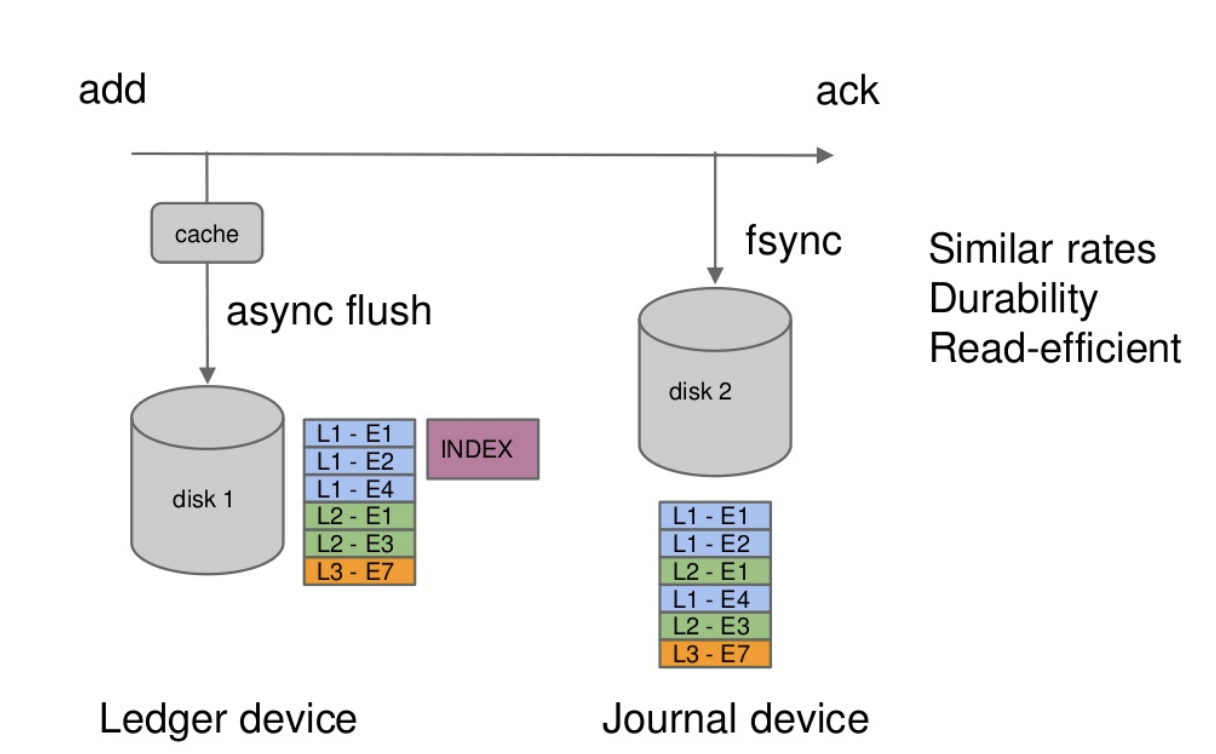 add
ack
cache
fsync
async flush
Similar rates
Durability
Read-efficient
disk 1
L1 - E1
L1 - E2
L1 - E4
L2 - E1
L2 - E3
L3 - E7
INDEX
disk 2
L1 - E1
L1 - E2
L2 - E1
L1 - E4
L2 - E3
L3 - E7
Ledger device
Journal device